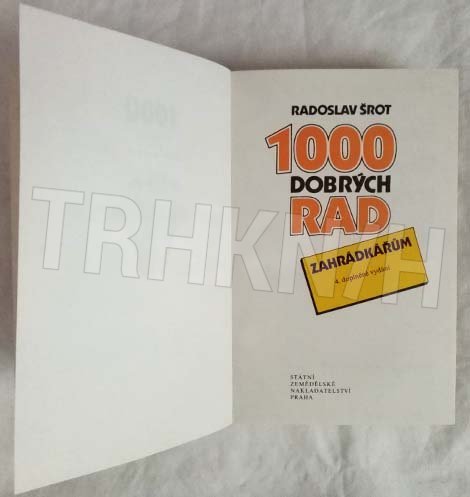 RADOSLAV ŠROT
1000
DOBRÝCH
RAD
ZAHRÁDKÁŘŮM
4. doplněné vydání
STÁTNÍ
ZEMĚDĚLSKÉ
NAKLADATELSTVÍ
PRAHA
TRHKNIH